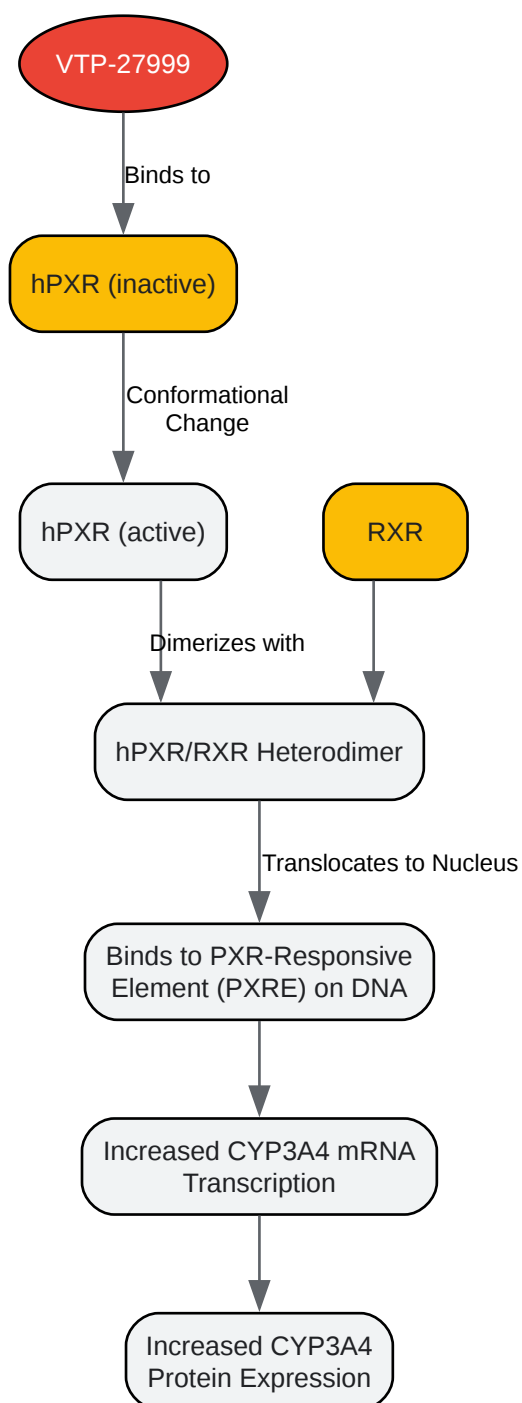 VTP-27999
Binds to
hPXR (inactive)
Conformational
Change
hPXR (active)
RXR
Dimerizes with
hPXR/RXR Heterodimer
Translocates to Nucleus
Binds to PXR-Responsive
Element (PXRE) on DNA
Increased CYP3A4 mRNA
Transcription
Increased CYP3A4
Protein Expression